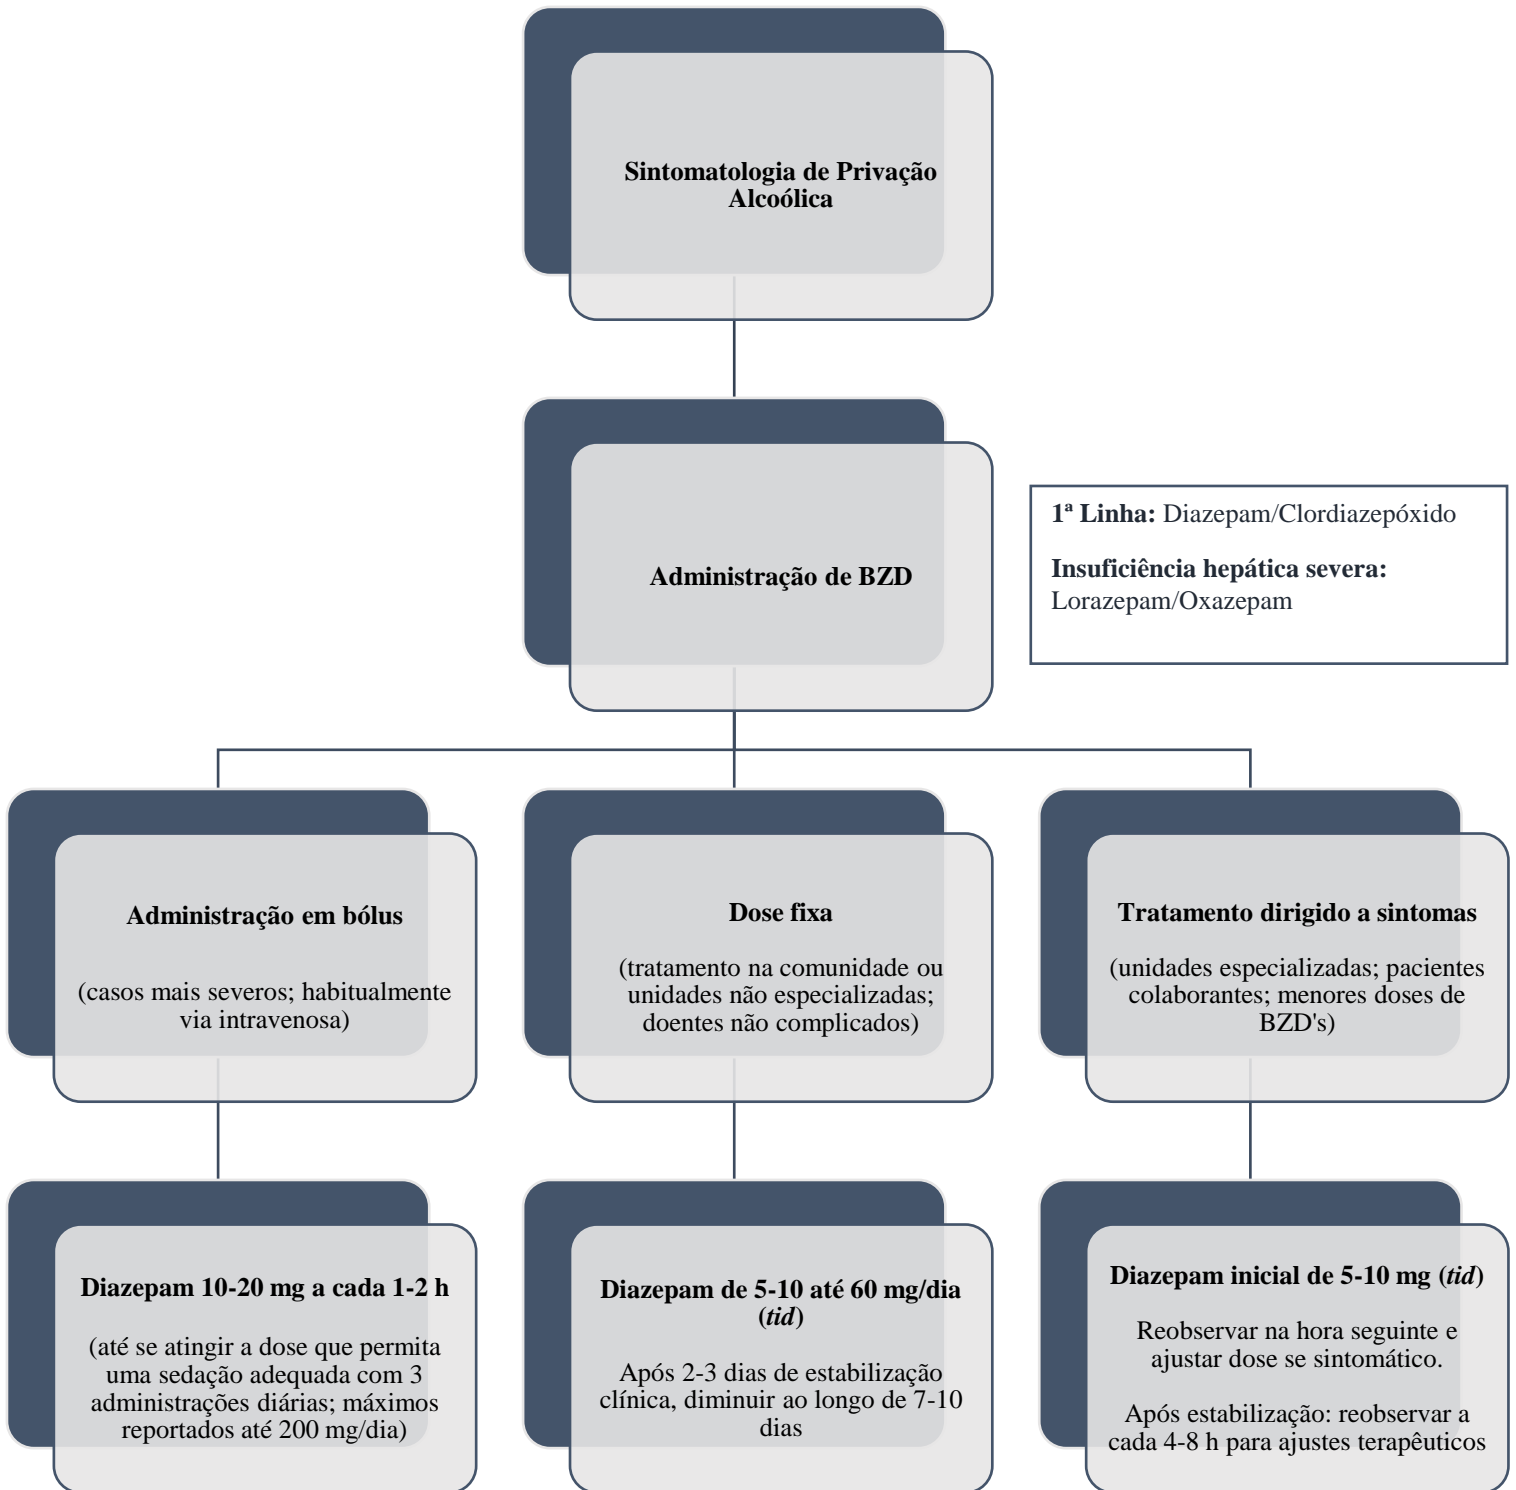 Sintomatologia de Privação
Alcoólica
Administração de BZD
1ª Linha: Diazepam/Clordiazepóxido
Insuficiência hepática severa:
Lorazepam/Oxazepam
Administração em bólus
(casos mais severos; habitualmente
via intravenosa)
Dose fixa
(tratamento na comunidade ou
unidades não especializadas;
doentes não complicados)
Tratamento dirigido a sintomas
(unidades especializadas; pacientes
colaborantes; menores doses de
BZD's)
Diazepam 10-20 mg a cada 1-2 h
(até se atingir a dose que permita
uma sedação adequada com 3
administrações diárias; máximos
reportados até 200 mg/dia)
Diazepam de 5-10 até 60 mg/dia
(tid)
Após 2-3 dias de estabilização
clínica, diminuir ao longo de 7-10
dias
Diazepam inicial de 5-10 mg (tid)
Reobservar na hora seguinte e
ajustar dose se sintomático.
Após estabilização: reobservar a
cada 4-8 h para ajustes terapêuticos